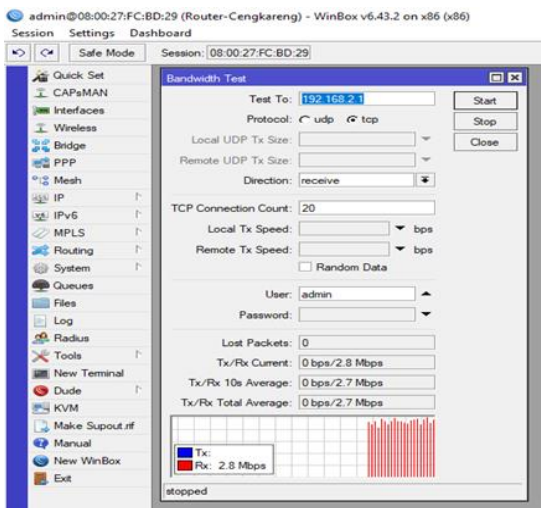 admin@08:00:27:FC:BD:29 (Router-Cengkareng) - WinBox v6.43.2 on x86 (x86)
Session Settings Dashboard
Safe Mode Session: 08:00:27:FC:BD:29
Quick Set
CAPsMAN
Interfaces
Wireless
Bridge
PPP
Mesh
IP
IPv6
MPLS
Routing
System
Queues
Files
Log
Radius
Tools
New Terminal
Dude
KVM
Make Supout.rif
Manual
New WinBox
Exit
Bandwidth Test
Test To: 192.168.2.1
Start
Protocol: udp tcp
Stop
Local UDP Tx Size:
Close
Remote UDP Tx Size:
Direction: receive
TCP Connection Count: 20
Local Tx Speed: bps
Remote Tx Speed: bps
Random Data
User: admin
Password:
Lost Packets: 0
Tx/Rx Current: 0 bps/2.8 Mbps
Tx/Rx 10s Average: 0 bps/2.7 Mbps
Tx/Rx Total Average: 0 bps/2.7 Mbps
Tx:
Rx: 2.8 Mbps
stopped